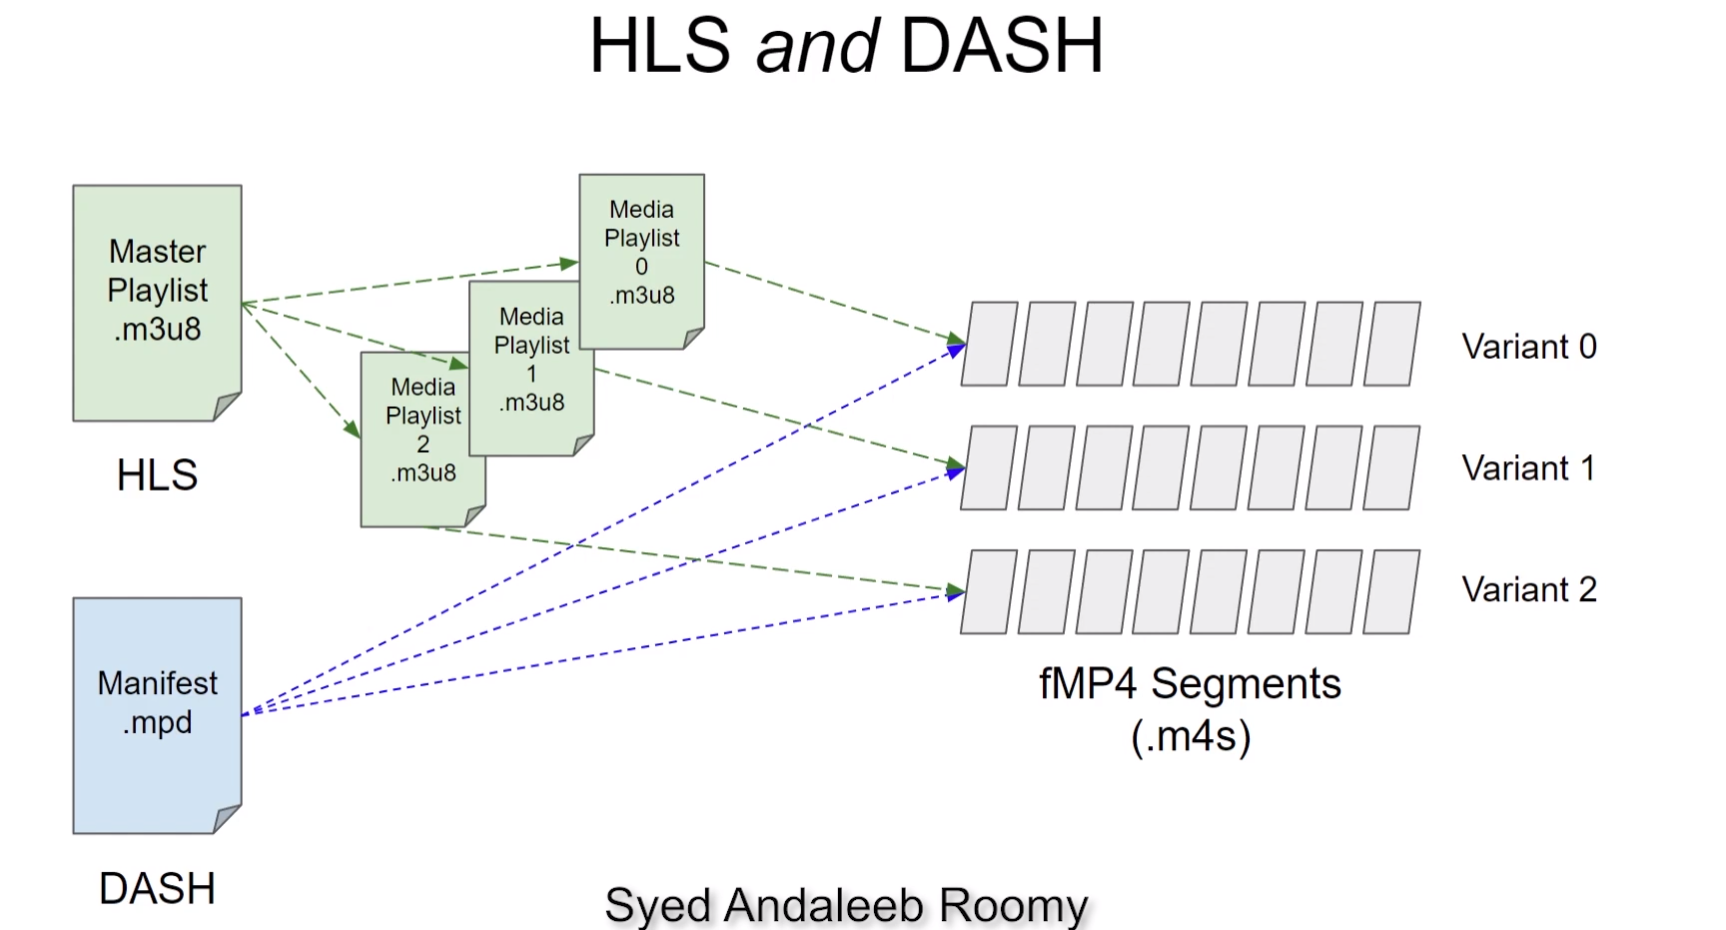 HLS and DASH
Master
Playlist
.m3u8
HLS
Media
Playlist
0
.m3u8
Media
Playlist
1
.m3u8
Media
Playlist
2
.m3u8
Variant 0
Variant 1
Variant 2
fMP4 Segments
(.m4s)
Manifest
.mpd
DASH
Syed Andaleeb Roomy